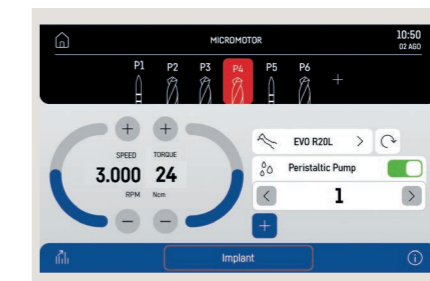 MICROMOTOR
10:50
02 AGO
P1 P2 P3 P4 P5 P6
SPEED TORQUE
3.000 24
RPM Ncm
EVO R20L
Peristaltic Pump
1
Implant